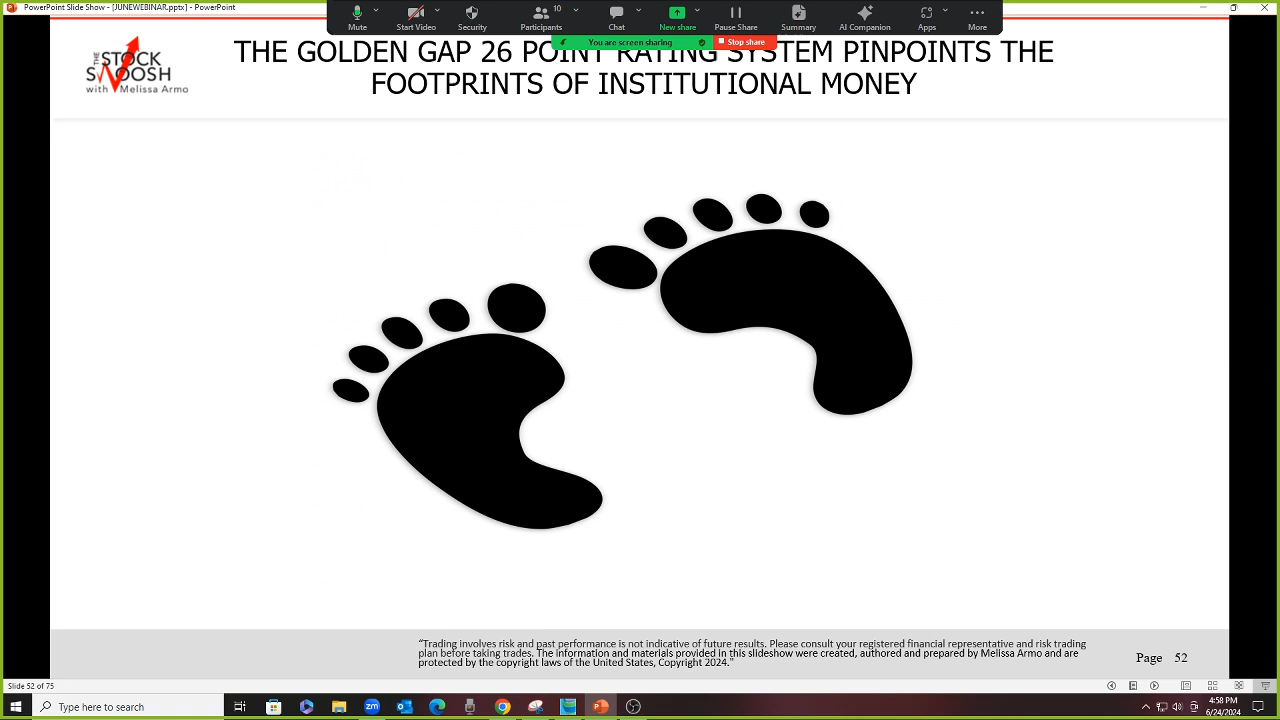 PowerPoint Slide Show - [JUNEWEBINAR.pptx] - PowerPoint
Mute
Start Video
Security
10
Participants
Chat
New share
Pause Share
Summary
AI Companion
Apps
More
You are screen sharing
Stop share
THE STOCK SWOOSH
with Melissa Armo
THE GOLDEN GAP 26 POINT RATING SYSTEM PINPOINTS THE
FOOTPRINTS OF INSTITUTIONAL MONEY
"Trading involves risk and past performance is not indicative of future results. Please consult your registered financial representative and risk trading
plan before taking trades. The information and materials provided in this slideshow were created, authored and prepared by Melissa Armo and are
protected by the copyright laws of the United States, Copyright 2024."
Page 52
Slide 52 of 75
Type here to search
4:58 PM
6/24/2024